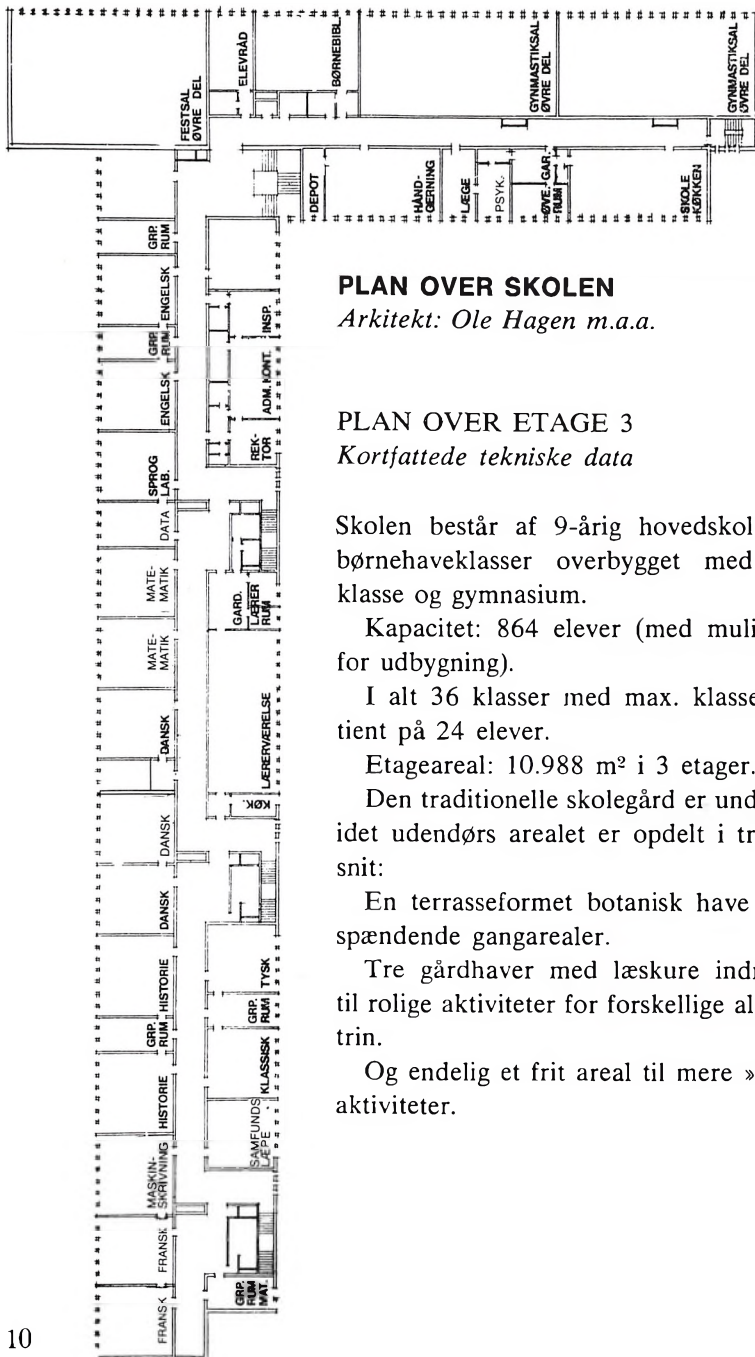 FESTSAL
ØVRE DEL
ELEVRÅD
BØRNEBIBL.
GYMNASTIKSAL
ØVRE DEL
GYNMASTIKSAL
ØVRE DEL
DEPOT
HÅND-
GERNING
LÆGE
PSYK.
ØVE-
RUM
GAR.
SKOLE
KØKKEN
GRP.
RUM
ENGELSK
GRP.
RUM
ENGELSK
SPROG
LAB.
DATA
MATE-
MATIK
MATE-
MATIK
DANSK
DANSK
DANSK
HISTORIE
GRP.
RUM
HISTORIE
MASKIN-
SKRIVNING
FRANSK
FRANSK
INSP.
ADM. KONT.
REK-
TOR
GARD.
LÆRER
RUM
LÆRERVÆRELSE
KØK.
TYSK
GRP.
RUM
KLASSISK
SAMFUNDS
LÆPE
GRP.
RUM
MAT.
PLAN OVER SKOLEN
Arkitekt: Ole Hagen m.a.a.
PLAN OVER ETAGE 3
Kortfattede tekniske data
Skolen består af 9-årig hovedskol
børnehaveklasser overbygget med
klasse og gymnasium.
Kapacitet: 864 elever (med muli
for udbygning).
I alt 36 klasser med max. klasse
tient på 24 elever.
Etageareal: 10.988 m² i 3 etager.
Den traditionelle skolegård er und
idet udendørs arealet er opdelt i tr
snit:
En terrasseformet botanisk have
spændende gangarealer.
Tre gårdhaver med læskure indr
til rolige aktiviteter for forskellige al
trin.
Og endelig et frit areal til mere »
aktiviteter.
10